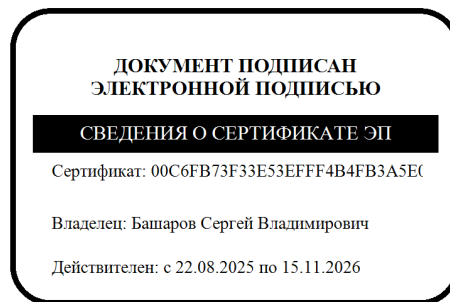 ДОКУМЕНТ ПОДПИСАН
ЭЛЕКТРОННОЙ ПОДПИСЬЮ
СВЕДЕНИЯ О СЕРТИФИКАТЕ ЭП
Сертификат: 00C6FB73F33E53EFFF4B4FB3A5E
Владелец: Башаров Сергей Владимирович
Действителен: с 22.08.2025 по 15.11.2026